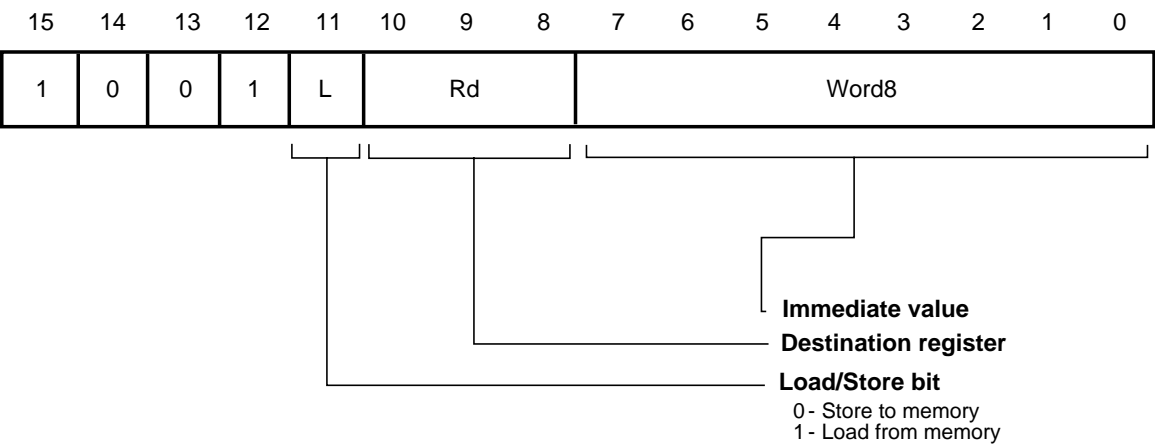 15 14 13 12 11 10 9 8 7 6 5 4 3 2 1 0
1 0 0 1 L Rd Word8
Immediate value
Destination register
Load/Store bit
0 - Store to memory
1 - Load from memory